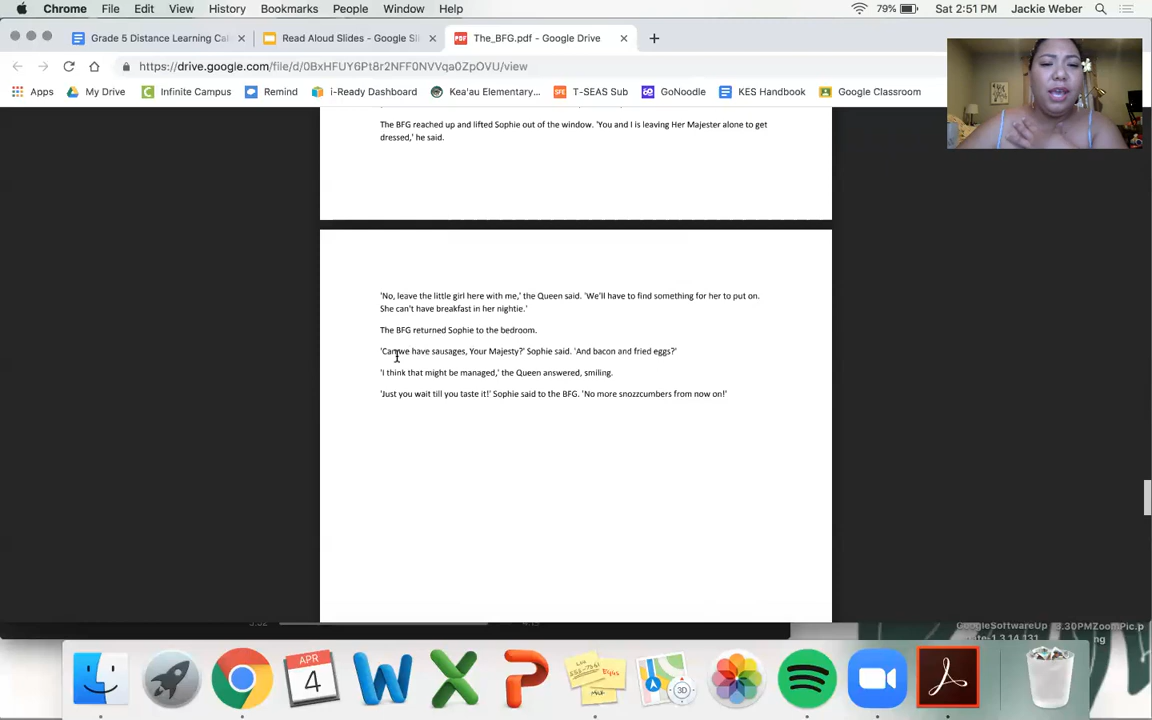 Chrome File Edit View History Bookmarks People Window Help 79% Sat 2:51 PM Jackie Weber
Grade 5 Distance Learning Cal Read Aloud Slides - Google Sli The_BFG.pdf - Google Drive
https://drive.google.com/file/d/0BxHFUY6Pt8r2NFF0NVVqa0ZpOVU/view
Apps My Drive Infinite Campus Remind i-Ready Dashboard Kea'au Elementary... T-SEAS Sub GoNoodle KES Handbook Google Classroom
The BFG reached up and lifted Sophie out of the window. 'You and I is leaving Her Majester alone to get
dressed,' he said.
'No, leave the little girl here with me,' the Queen said. 'We'll have to find something for her to put on.
She can't have breakfast in her nightie.'
The BFG returned Sophie to the bedroom.
'Can we have sausages, Your Majesty?' Sophie said. 'And bacon and fried eggs?'
'I think that might be managed,' the Queen answered, smiling.
'Just you wait till you taste it!' Sophie said to the BFG. 'No more snozzcumbers from now on!'
GoogleSoftwareUp 3.30PMZoomPic.p
ng
APR
4
3D